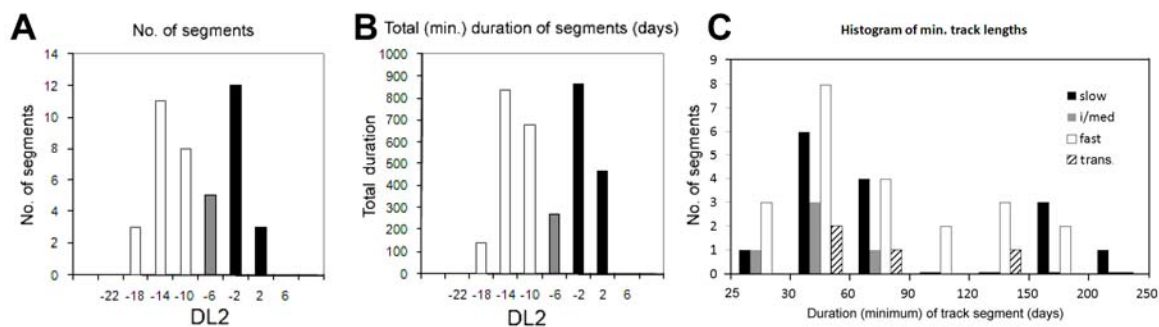 A
No. of segments
No. of segments
14
12
10
8
6
4
2
0
-22 -18 -14 -10 -6 -2 2 6
DL2
B
Total (min.) duration of segments (days)
Total duration
1000
900
800
700
600
500
400
300
200
100
0
-22 -18 -14 -10 -6 -2 2 6
DL2
C
Histogram of min. track lengths
No. of segments
9
8
7
6
5
4
3
2
1
0
slow
i/med
fast
trans.
25 30 60 90 120 150 200 250
Duration (minimum) of track segment (days)